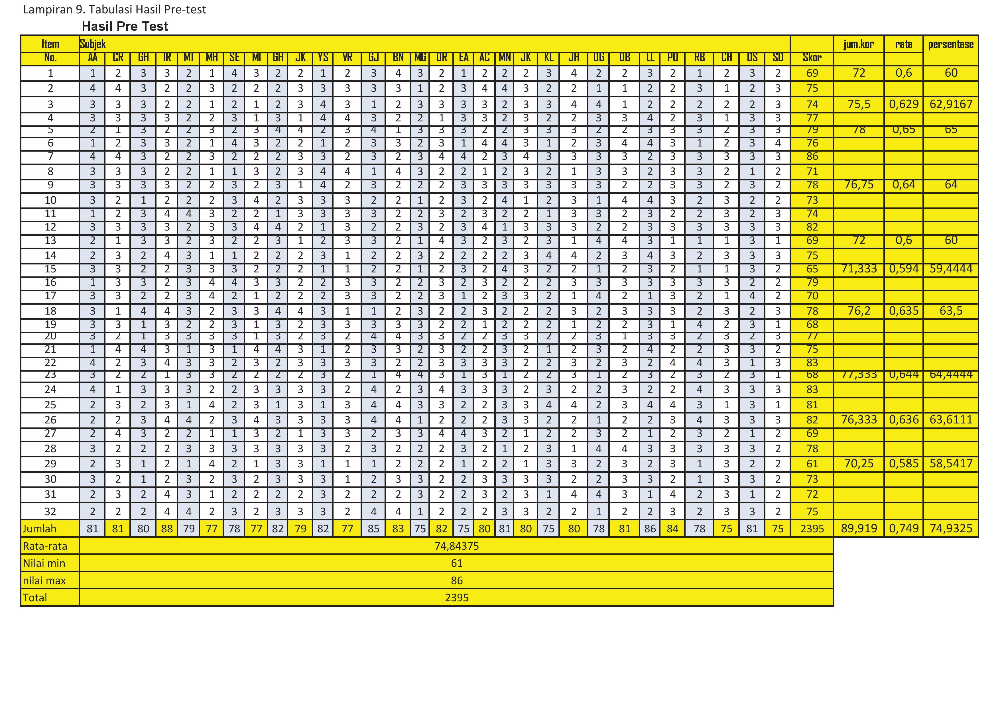 Lampiran 9. Tabulasi Hasil Pre-test
Hasil Pre Test
Item Subjek jum.kor rata persentase
No. AA CR GH IR MT MH SE MI GH JK YS VR GJ BN MG DR EA AC MN JK KL JH DG DB LL PO RB CH DS SD Skor
1 1 2 3 3 2 1 4 3 2 2 1 2 3 4 3 2 1 2 2 2 3 4 2 2 3 2 1 2 3 2 69 72 0,6 60
2 4 4 3 2 2 3 2 2 2 3 3 3 3 3 1 2 3 4 4 3 2 2 1 1 2 2 3 1 2 3 75
3 3 3 3 2 2 1 2 1 2 3 4 3 1 2 3 3 3 3 2 3 3 4 4 1 2 2 2 2 2 3 74 75,5 0,629 62,9167
4 3 3 3 3 2 2 3 1 3 1 4 4 3 2 2 1 3 3 2 3 2 2 3 3 4 2 3 1 3 3 77
5 2 1 3 2 2 3 2 3 4 4 2 3 4 1 3 3 3 2 2 3 3 3 2 2 3 3 3 2 3 3 79 78 0,65 65
6 1 2 3 3 2 1 4 3 2 2 1 2 3 3 2 3 1 4 4 3 1 2 3 4 4 3 1 2 3 4 76
7 4 4 3 2 2 3 2 2 2 3 3 2 3 2 3 4 4 2 3 4 3 3 3 3 2 3 3 3 3 3 86
8 3 3 3 2 2 1 1 3 2 3 4 4 1 4 3 2 2 1 2 3 2 1 3 3 2 3 3 2 1 2 71
9 3 3 3 3 2 2 3 2 3 1 4 2 3 2 2 2 3 3 3 3 3 3 3 2 2 3 3 2 3 2 78 76,75 0,64 64
10 3 2 1 2 2 2 3 4 2 3 3 3 2 2 1 2 3 2 4 1 2 3 1 4 4 3 2 3 2 2 73
11 1 2 3 4 4 3 2 2 1 3 3 3 3 2 2 3 2 3 2 2 1 3 3 2 3 2 2 3 2 3 74
12 3 3 3 3 2 3 3 4 4 2 1 3 2 2 3 2 3 4 1 3 3 3 2 2 3 3 3 3 3 3 82
13 2 1 3 3 2 3 2 2 3 1 2 3 3 2 1 4 3 2 3 2 3 1 4 4 3 1 1 1 3 1 69 72 0,6 60
14 2 3 2 4 3 1 1 2 2 2 3 1 2 2 3 2 2 2 2 3 4 4 2 3 4 3 2 3 3 3 75
15 3 3 2 2 3 3 3 2 2 2 1 1 2 2 1 2 3 2 4 3 2 2 1 2 3 2 1 1 3 2 65 71,333 0,594 59,4444
16 1 3 3 2 3 4 4 3 3 2 2 3 3 2 2 3 2 3 2 2 2 3 3 3 3 3 3 3 2 2 79
17 3 3 2 2 3 4 2 1 2 2 2 3 3 2 2 3 1 2 3 3 2 1 4 2 1 3 2 1 4 2 70
18 3 1 4 4 3 2 3 3 4 4 3 1 1 2 3 2 2 3 2 2 2 3 2 3 3 3 2 3 2 3 78 76,2 0,635 63,5
19 3 3 1 3 2 2 3 1 3 2 3 3 3 3 3 2 2 1 2 2 2 1 2 2 3 1 4 2 3 1 68
20 3 2 1 3 3 3 3 1 3 2 3 2 4 4 3 3 2 2 3 3 2 2 3 1 3 3 2 3 2 3 77
21 1 4 4 3 1 3 1 4 4 3 1 2 3 3 2 3 2 2 3 2 1 2 3 2 4 2 2 3 3 2 75
22 4 2 3 4 3 3 2 3 2 3 3 3 3 2 2 3 3 3 3 2 2 3 2 3 2 4 4 3 1 3 83
23 3 2 2 1 3 3 2 2 2 2 3 2 1 4 4 3 1 3 1 2 2 3 1 2 3 2 3 2 3 1 68 77,333 0,644 64,4444
24 4 1 3 3 3 2 2 3 3 3 3 2 4 2 3 4 3 3 3 2 3 2 2 3 2 2 4 3 3 3 83
25 2 3 2 3 1 4 2 3 1 3 1 3 4 4 3 3 2 2 3 3 4 4 2 3 4 4 3 1 3 1 81
26 2 2 3 4 4 2 3 4 3 3 3 3 4 4 1 2 2 2 3 3 2 2 1 2 2 3 4 3 3 3 82 76,333 0,636 63,6111
27 2 4 3 2 2 1 1 3 2 1 3 3 2 3 3 4 4 3 2 1 2 2 3 2 1 2 3 2 1 2 69
28 3 2 2 2 3 3 3 3 3 3 3 2 3 2 2 2 3 2 1 2 3 1 4 4 3 3 3 3 3 2 78
29 2 3 1 2 1 4 2 1 3 3 1 1 1 2 2 2 1 2 2 1 3 3 2 3 2 3 1 3 2 2 61 70,25 0,585 58,5417
30 3 2 1 2 3 2 3 2 3 3 3 1 2 3 3 2 2 3 3 3 3 2 2 3 3 2 1 3 3 2 73
31 2 3 2 4 3 1 2 2 2 2 3 2 2 2 3 2 2 3 2 3 1 4 4 3 1 4 2 3 1 2 72
32 2 2 2 4 4 2 3 2 3 3 3 2 4 4 1 2 2 2 3 3 2 2 1 2 2 3 2 3 3 2 75
Jumlah 81 81 80 88 79 77 78 77 82 79 82 77 85 83 75 82 75 80 81 80 75 80 78 81 86 84 78 75 81 75 2395 89,919 0,749 74,9325
Rata-rata 74,84375
Nilai min 61
nilai max 86
Total 2395